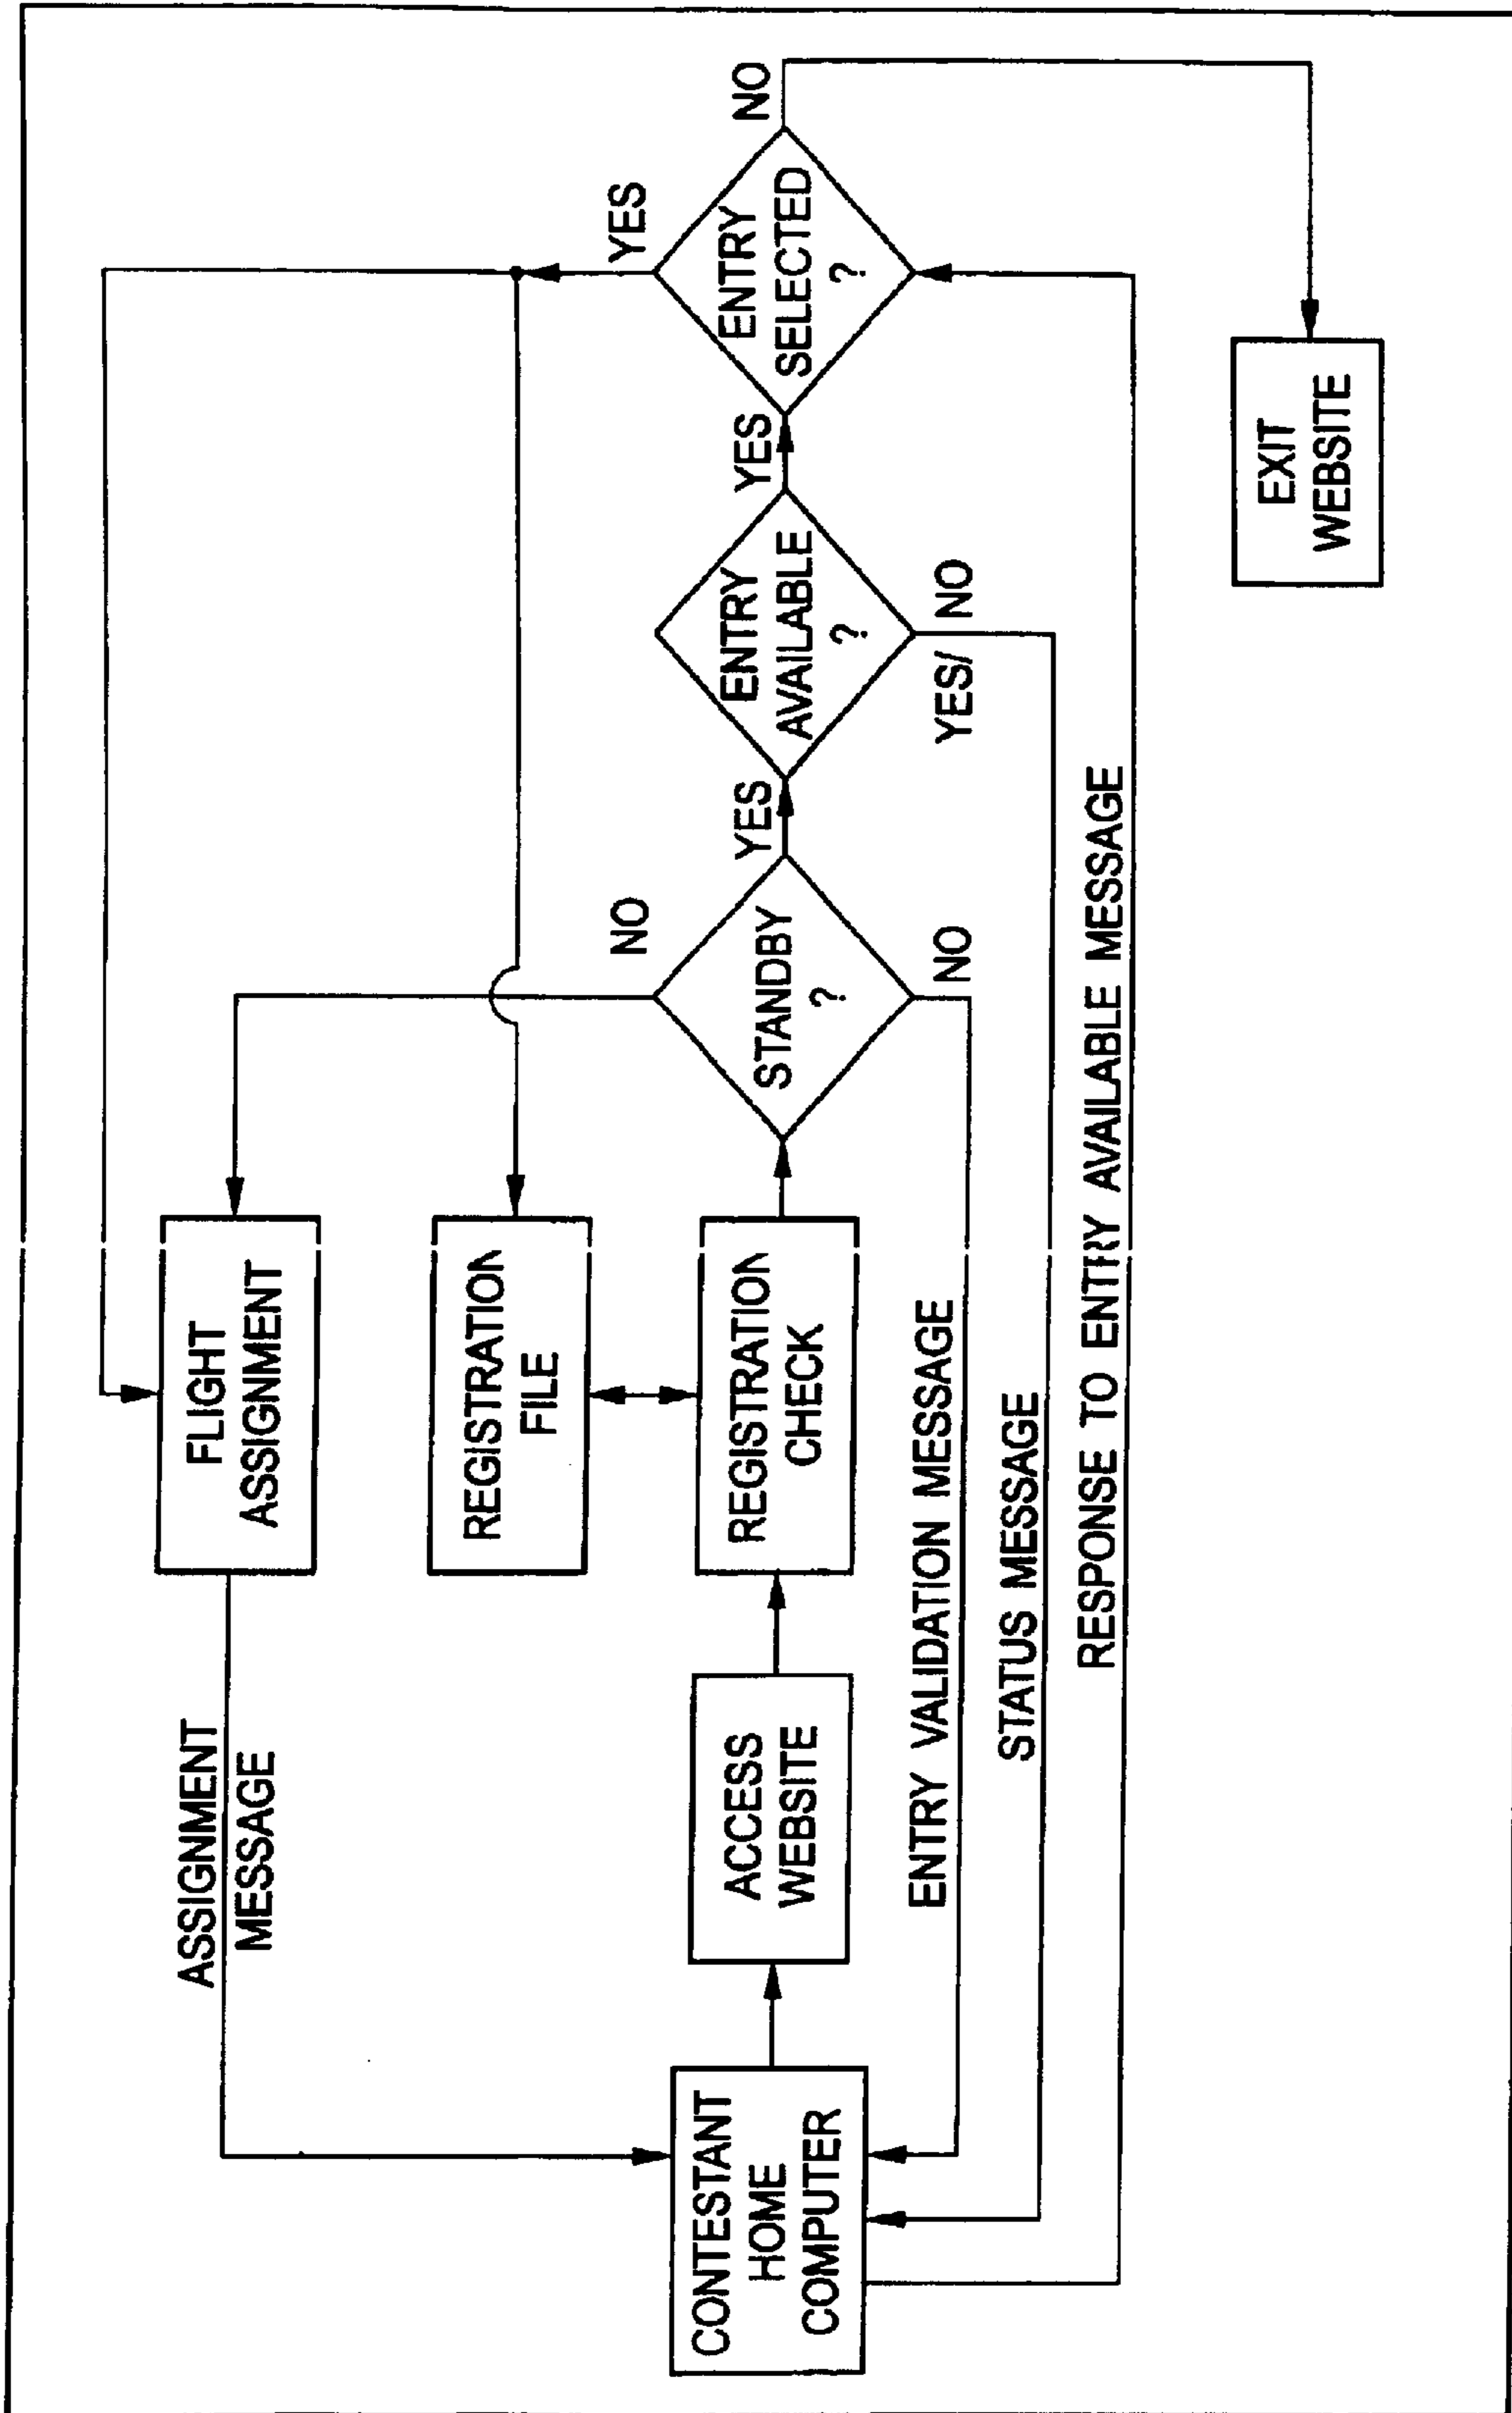 ASSIGNMENT
MESSAGE
FLIGHT
ASSIGNMENT
REGISTRATION
FILE
CONTESTANT
HOME
COMPUTER
ACCESS
WEBSITE
REGISTRATION
CHECK
STANDBY
?
NO
NO
YES
ENTRY
AVAILABLE
?
YES/ NO
YES
ENTRY
SELECTED
?
YES
NO
ENTRY VALIDATION MESSAGE
STATUS MESSAGE
RESPONSE TO ENTRY AVAILABLE MESSAGE
EXIT
WEBSITE